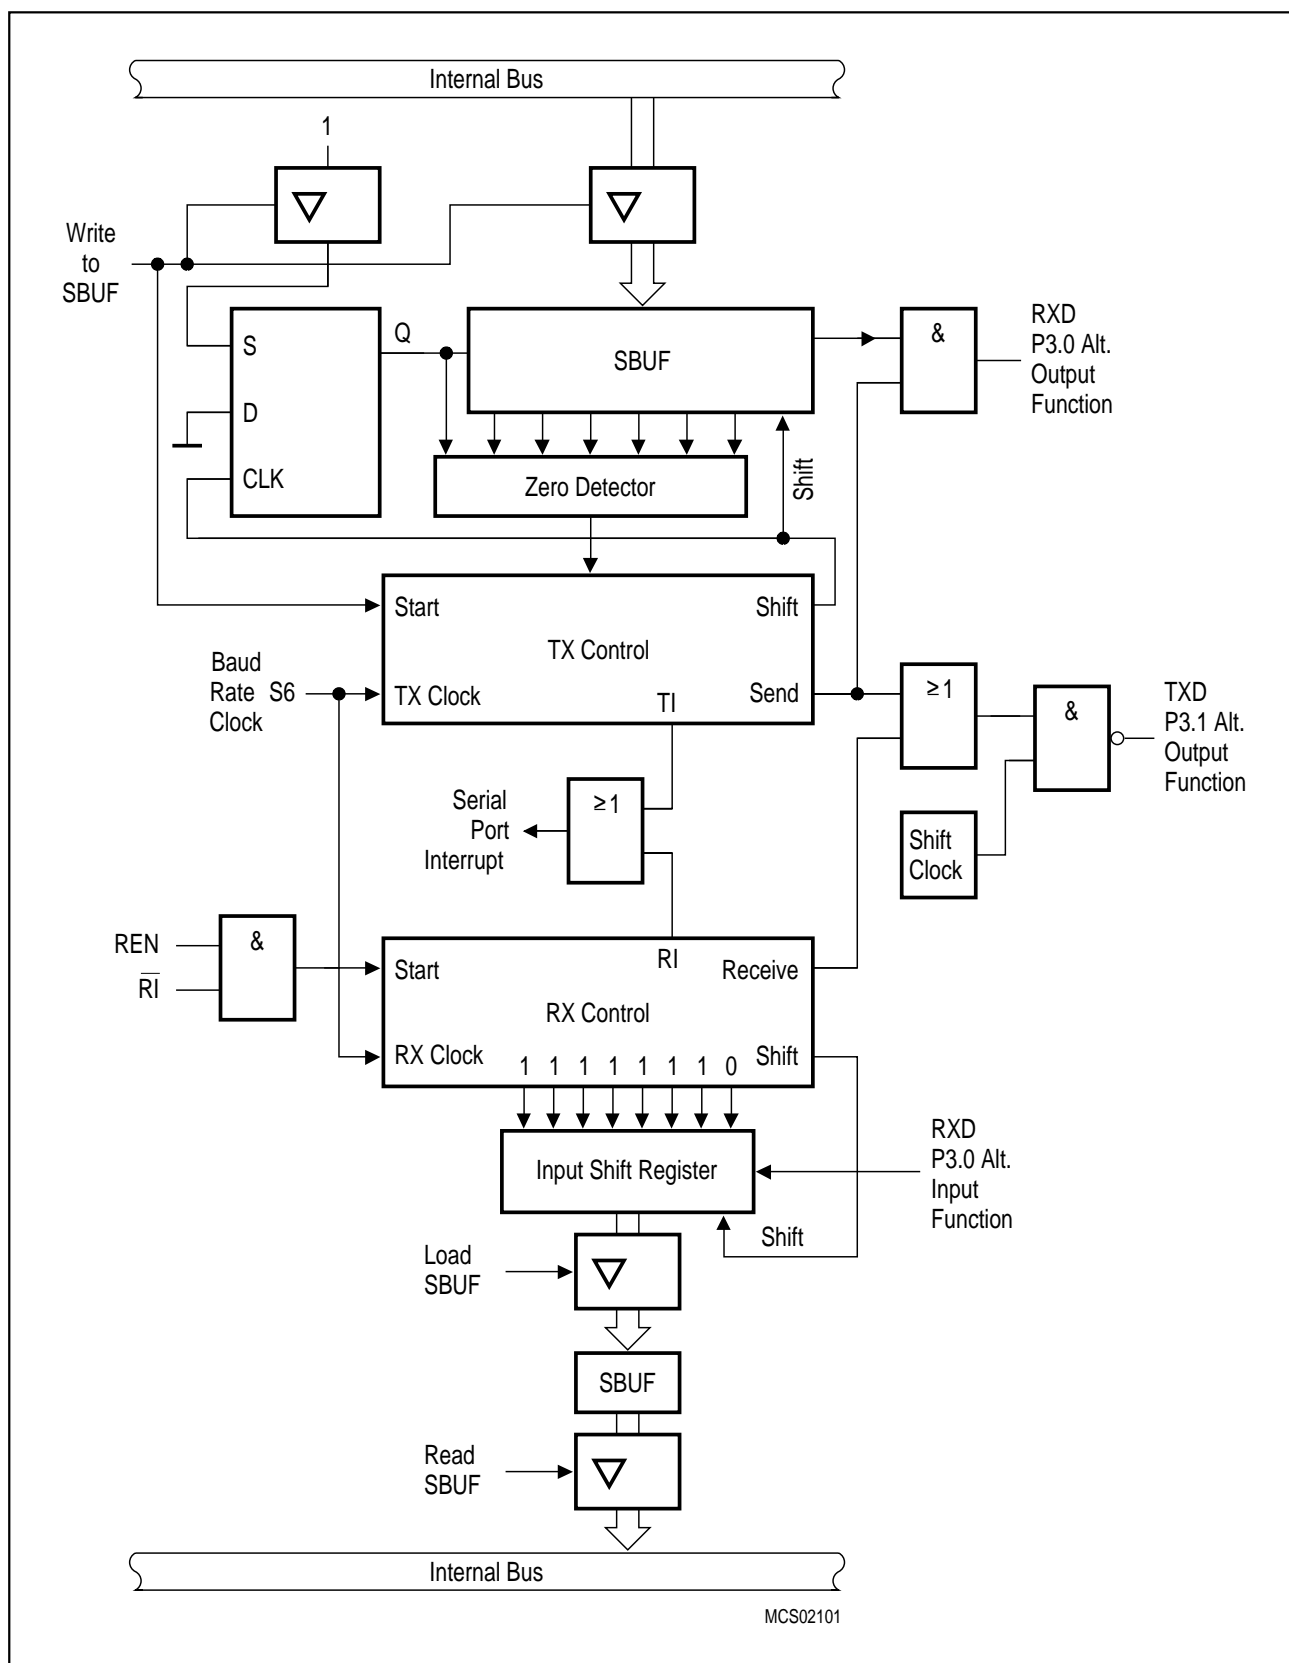 Internal Bus
1
Write
to
SBUF
S
Q
D
CLK
SBUF
&
RXD
P3.0 Alt.
Output
Function
Zero Detector
Shift
Start
Shift
TX Control
Baud
Rate S6
Clock
TX Clock
TI
Send
≥1
&
TXD
P3.1 Alt.
Output
Function
Serial
Port
Interrupt
≥1
Shift
Clock
REN
R̅I̅
&
Start
RI
Receive
RX Control
RX Clock
1 1 1 1 1 1 1 0
Shift
Input Shift Register
RXD
P3.0 Alt.
Input
Function
Shift
Load
SBUF
SBUF
Read
SBUF
Internal Bus
MCS02101